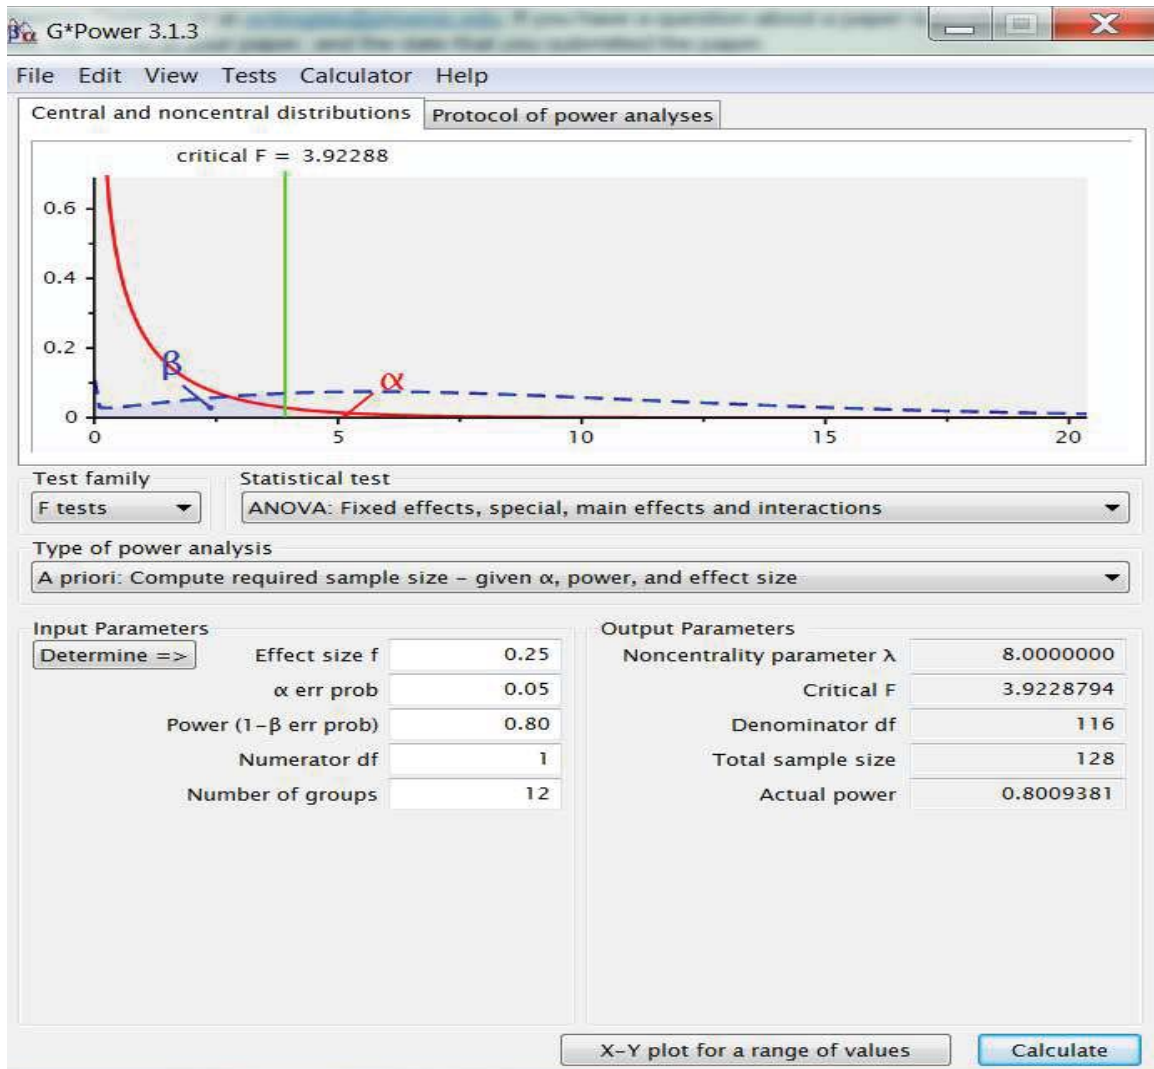 βα G*Power 3.1.3
File Edit View Tests Calculator Help
Central and noncentral distributions Protocol of power analyses
critical F = 3.92288
0.6
0.4
0.2
β
α
0
0 5 10 15 20
Test family Statistical test
F tests ANOVA: Fixed effects, special, main effects and interactions
Type of power analysis
A priori: Compute required sample size – given α, power, and effect size
Input Parameters Output Parameters
Determine => Effect size f 0.25 Noncentrality parameter λ 8.0000000
α err prob 0.05 Critical F 3.9228794
Power (1–β err prob) 0.80 Denominator df 116
Numerator df 1 Total sample size 128
Number of groups 12 Actual power 0.8009381
X–Y plot for a range of values Calculate